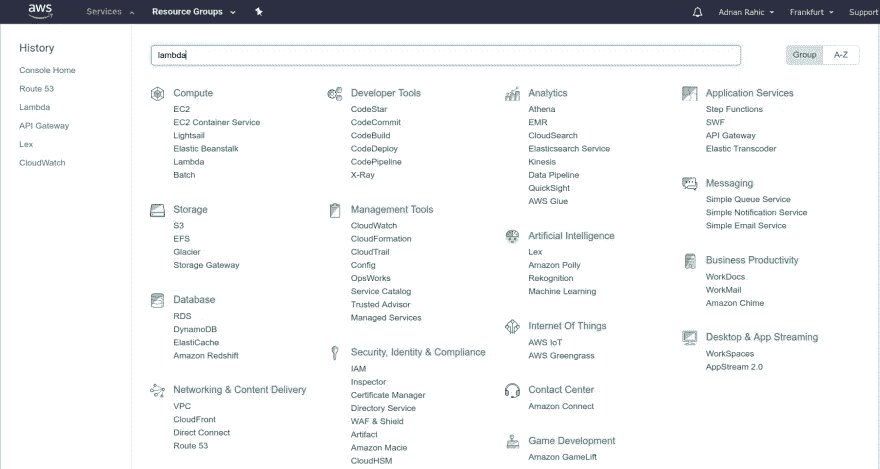 aws
Services
Resource Groups
Adnan Rahic
Frankfurt
Support
History
Console Home
Route 53
Lambda
API Gateway
Lex
CloudWatch
lambda
Group
A-Z
Compute
EC2
EC2 Container Service
Lightsail
Elastic Beanstalk
Lambda
Batch
Storage
S3
EFS
Glacier
Storage Gateway
Database
RDS
DynamoDB
ElastiCache
Amazon Redshift
Networking & Content Delivery
VPC
CloudFront
Direct Connect
Route 53
Developer Tools
CodeStar
CodeCommit
CodeBuild
CodeDeploy
CodePipeline
X-Ray
Management Tools
CloudWatch
CloudFormation
CloudTrail
Config
OpsWorks
Service Catalog
Trusted Advisor
Managed Services
Security, Identity & Compliance
IAM
Inspector
Certificate Manager
Directory Service
WAF & Shield
Artifact
Amazon Macie
CloudHSM
Analytics
Athena
EMR
CloudSearch
Elasticsearch Service
Kinesis
Data Pipeline
QuickSight
AWS Glue
Artificial Intelligence
Lex
Amazon Polly
Rekognition
Machine Learning
Internet Of Things
AWS IoT
AWS Greengrass
Contact Center
Amazon Connect
Game Development
Amazon GameLift
Application Services
Step Functions
SWF
API Gateway
Elastic Transcoder
Messaging
Simple Queue Service
Simple Notification Service
Simple Email Service
Business Productivity
WorkDocs
WorkMail
Amazon Chime
Desktop & App Streaming
WorkSpaces
AppStream 2.0